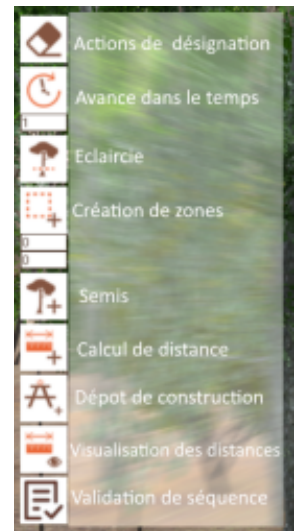 Actions de désignation
Avance dans le temps
1
Eclaircie
Création de zones
0
0
Semis
Calcul de distance
Dépot de construction
Visualisation des distances
Validation de séquence